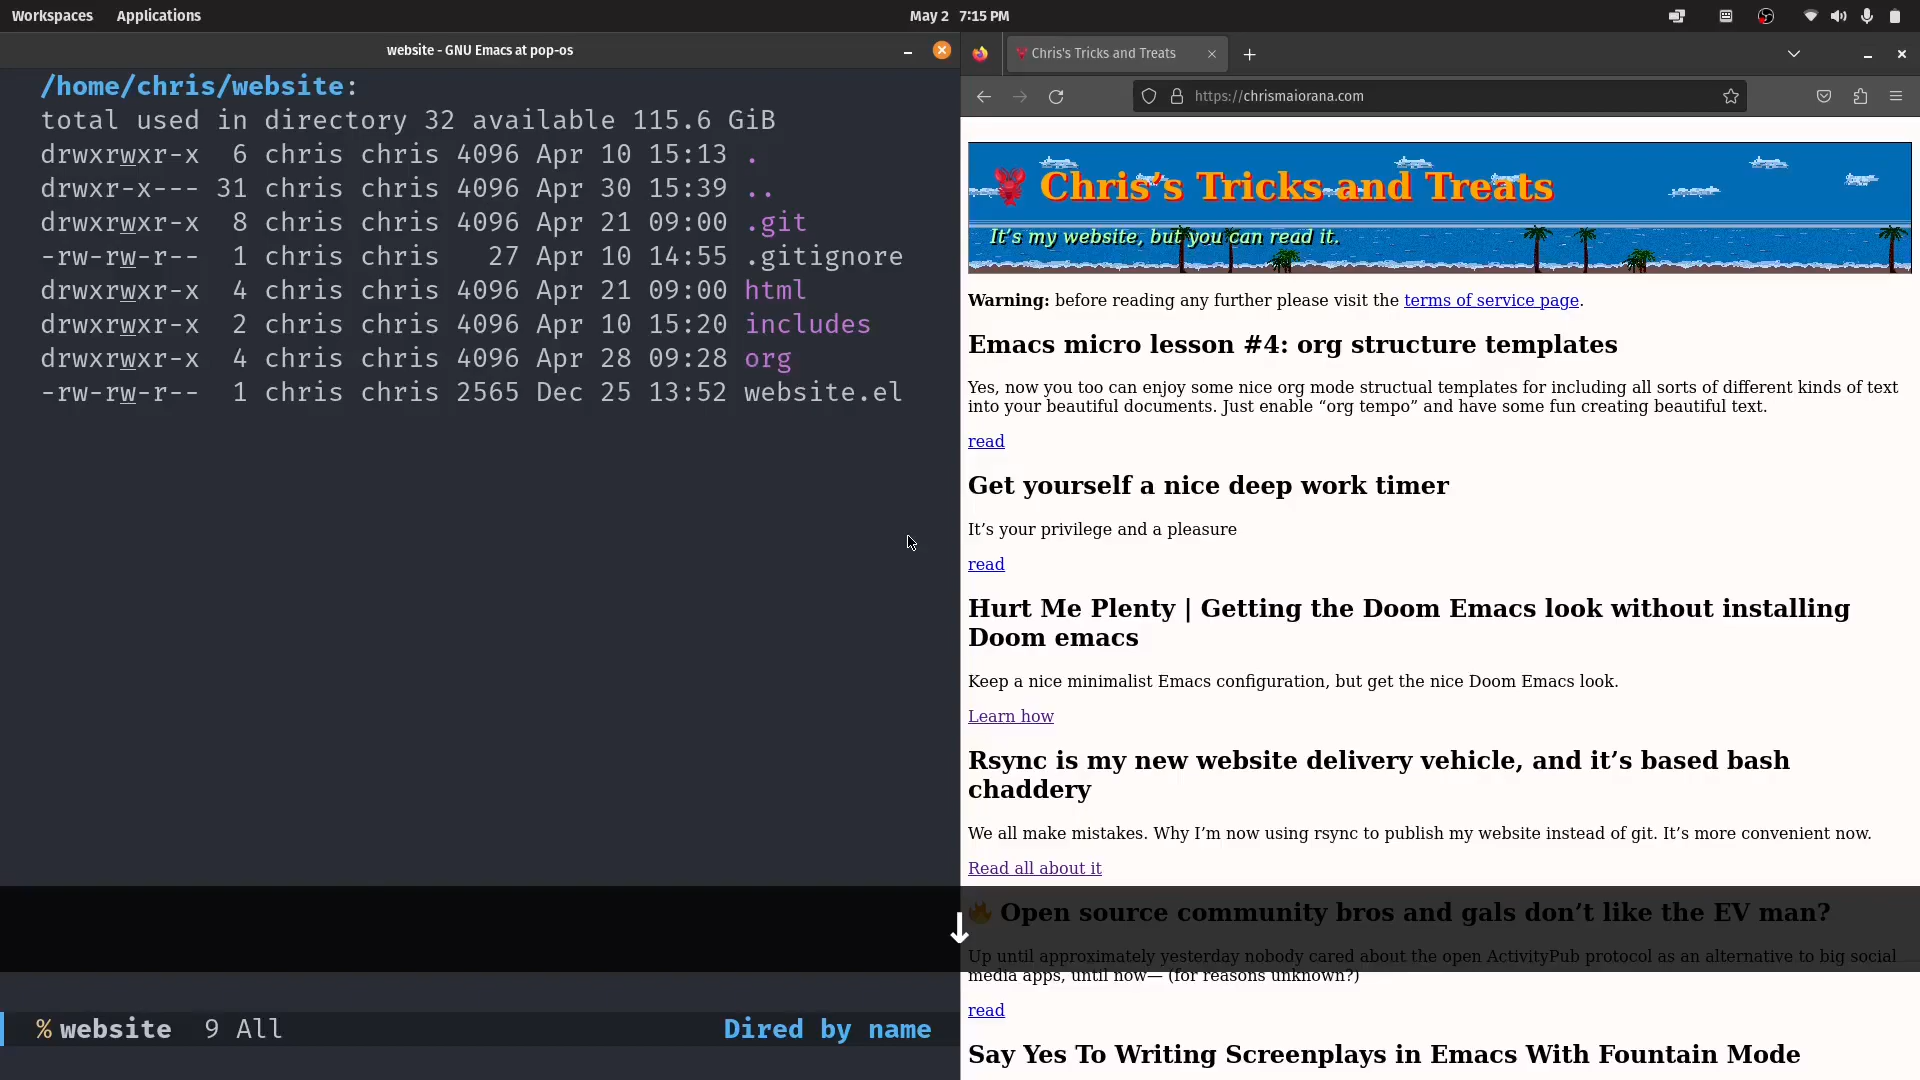 Workspaces Applications May 2 7:15 PM
website - GNU Emacs at pop-os
/home/chris/website:
total used in directory 32 available 115.6 GiB
drwxrwxr-x 6 chris chris 4096 Apr 10 15:13 .
drwxr-x--- 31 chris chris 4096 Apr 30 15:39 ..
drwxrwxr-x 8 chris chris 4096 Apr 21 09:00 .git
-rw-rw-r-- 1 chris chris 27 Apr 10 14:55 .gitignore
drwxrwxr-x 4 chris chris 4096 Apr 21 09:00 html
drwxrwxr-x 2 chris chris 4096 Apr 10 15:20 includes
drwxrwxr-x 4 chris chris 4096 Apr 28 09:28 org
-rw-rw-r-- 1 chris chris 2565 Dec 25 13:52 website.el
% website 9 All Dired by name
Chris's Tricks and Treats
https://chrismaiorana.com
Chris’s Tricks and Treats
It’s my website, but you can read it.
Warning: before reading any further please visit the terms of service page.
Emacs micro lesson #4: org structure templates
Yes, now you too can enjoy some nice org mode structual templates for including all sorts of different kinds of text
into your beautiful documents. Just enable “org tempo” and have some fun creating beautiful text.
read
Get yourself a nice deep work timer
It’s your privilege and a pleasure
read
Hurt Me Plenty | Getting the Doom Emacs look without installing
Doom emacs
Keep a nice minimalist Emacs configuration, but get the nice Doom Emacs look.
Learn how
Rsync is my new website delivery vehicle, and it’s based bash
chaddery
We all make mistakes. Why I’m now using rsync to publish my website instead of git. It’s more convenient now.
Read all about it
🔥 Open source community bros and gals don’t like the EV man?
Up until approximately yesterday nobody cared about the open ActivityPub protocol as an alternative to big social
media apps, until now— (for reasons unknown?)
read
Say Yes To Writing Screenplays in Emacs With Fountain Mode